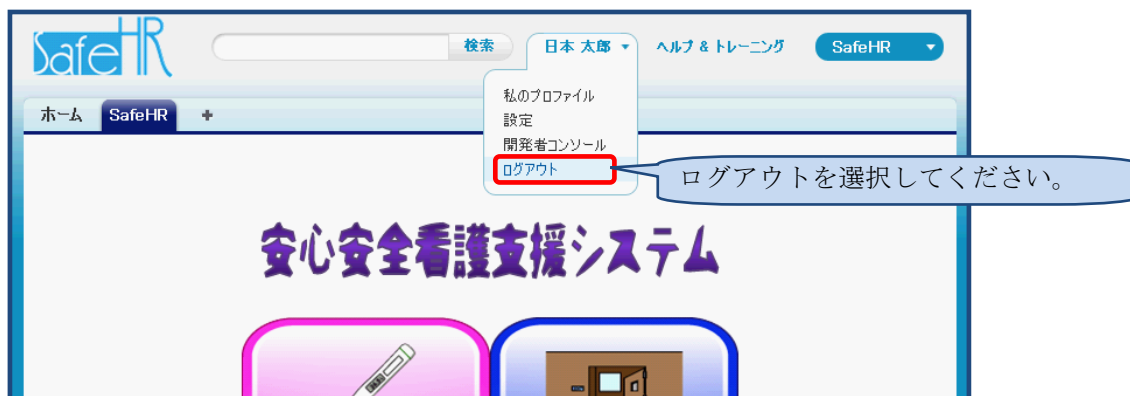 SafeHR
検索 日本 太郎 ヘルプ & トレーニング SafeHR
私のプロファイル
設定
開発者コンソール
ログアウト
ホーム SafeHR +
ログアウトを選択してください。
安心安全看護支援システム